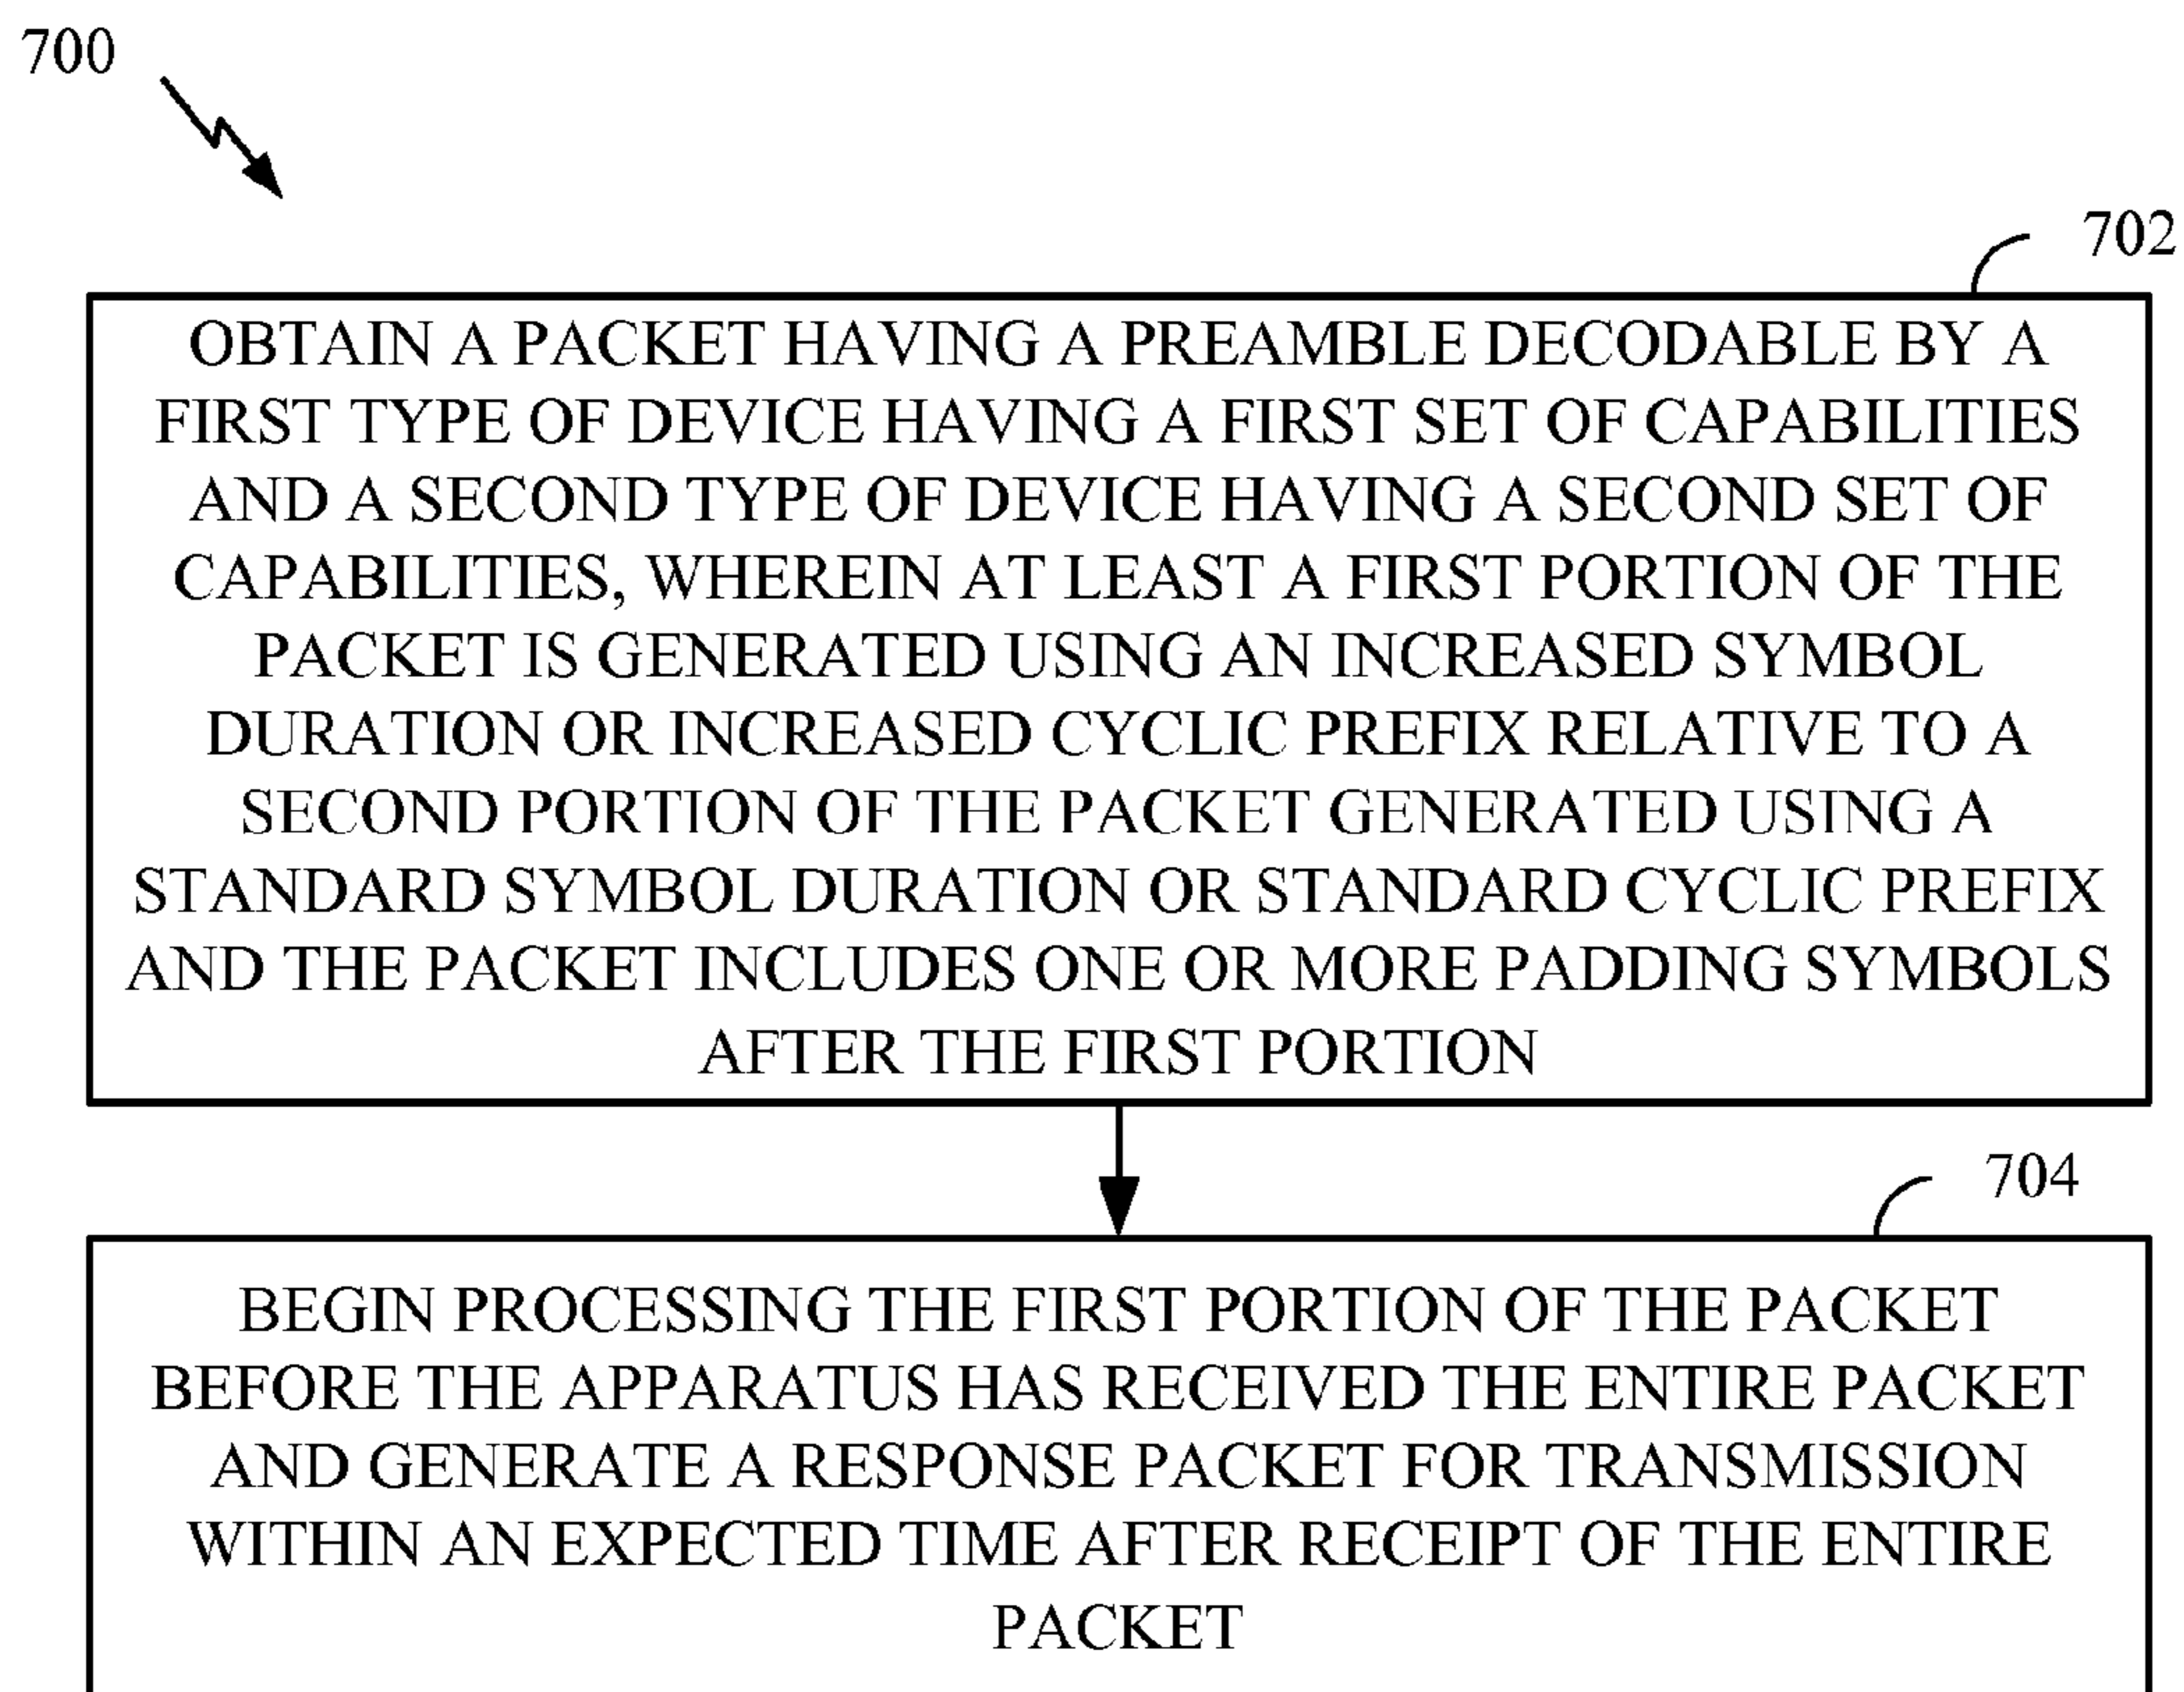 700
702
OBTAIN A PACKET HAVING A PREAMBLE DECODABLE BY A
FIRST TYPE OF DEVICE HAVING A FIRST SET OF CAPABILITIES
AND A SECOND TYPE OF DEVICE HAVING A SECOND SET OF
CAPABILITIES, WHEREIN AT LEAST A FIRST PORTION OF THE
PACKET IS GENERATED USING AN INCREASED SYMBOL
DURATION OR INCREASED CYCLIC PREFIX RELATIVE TO A
SECOND PORTION OF THE PACKET GENERATED USING A
STANDARD SYMBOL DURATION OR STANDARD CYCLIC PREFIX
AND THE PACKET INCLUDES ONE OR MORE PADDING SYMBOLS
AFTER THE FIRST PORTION
704
BEGIN PROCESSING THE FIRST PORTION OF THE PACKET
BEFORE THE APPARATUS HAS RECEIVED THE ENTIRE PACKET
AND GENERATE A RESPONSE PACKET FOR TRANSMISSION
WITHIN AN EXPECTED TIME AFTER RECEIPT OF THE ENTIRE
PACKET